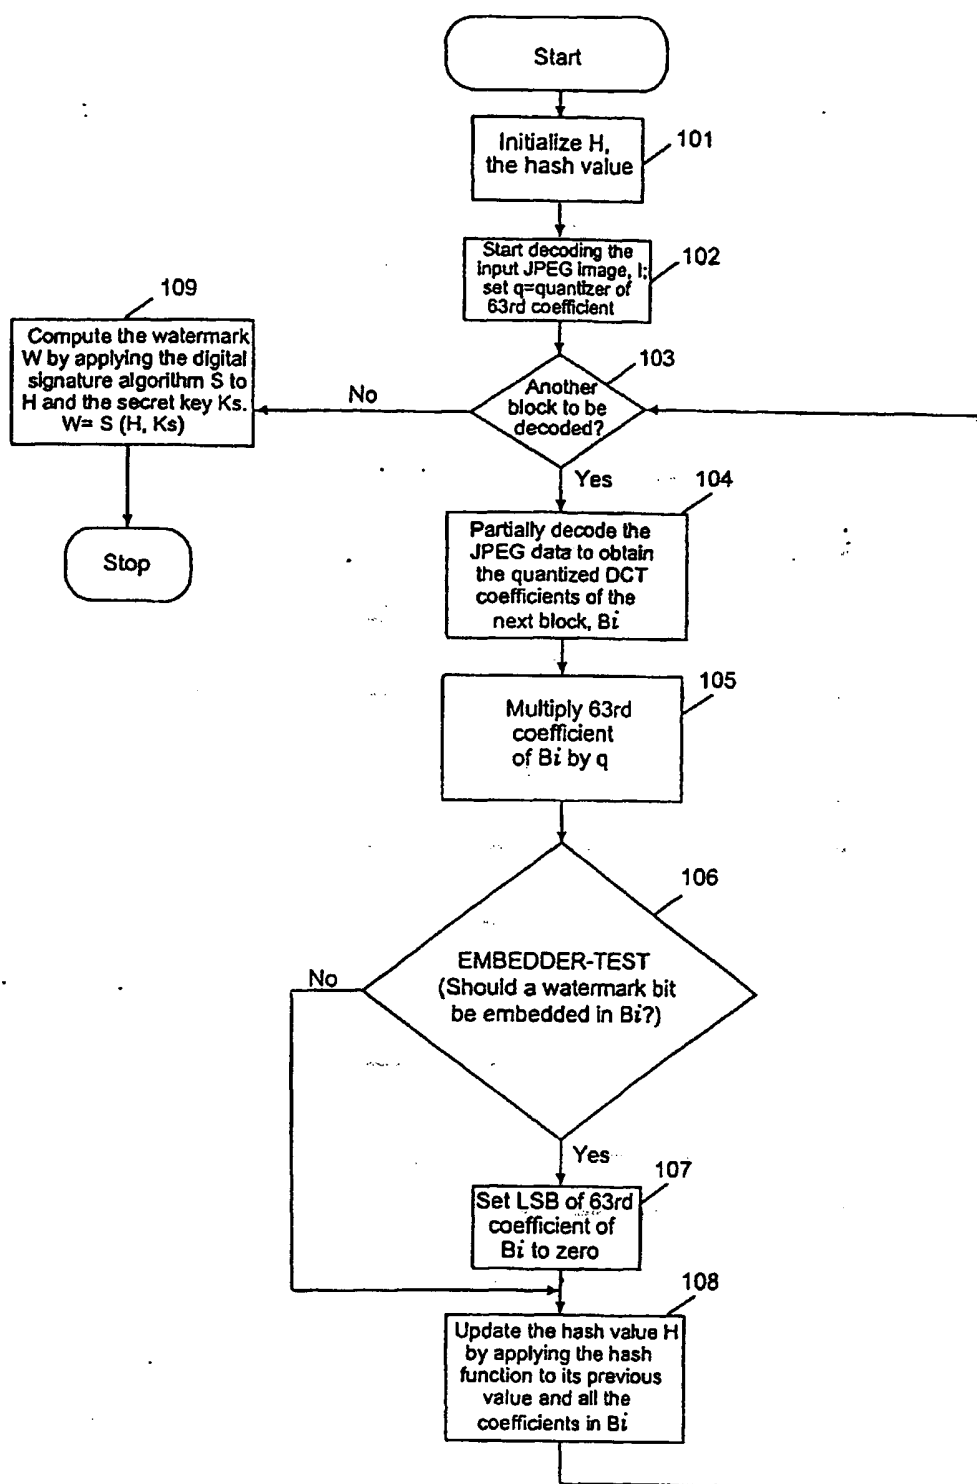 Start
Initialize H,
the hash value
101
Start decoding the
input JPEG image, I;
set q=quantizer of
63rd coefficient
102
109
Compute the watermark
W by applying the digital
signature algorithm S to
H and the secret key Ks.
W= S (H, Ks)
No
Another
block to be
decoded?
103
Yes
Stop
104
Partially decode the
JPEG data to obtain
the quantized DCT
coefficients of the
next block, Bi
105
Multiply 63rd
coefficient
of Bi by q
106
EMBEDDER-TEST
(Should a watermark bit
be embedded in Bi?)
No
Yes
107
Set LSB of 63rd
coefficient of
Bi to zero
108
Update the hash value H
by applying the hash
function to its previous
value and all the
coefficients in Bi